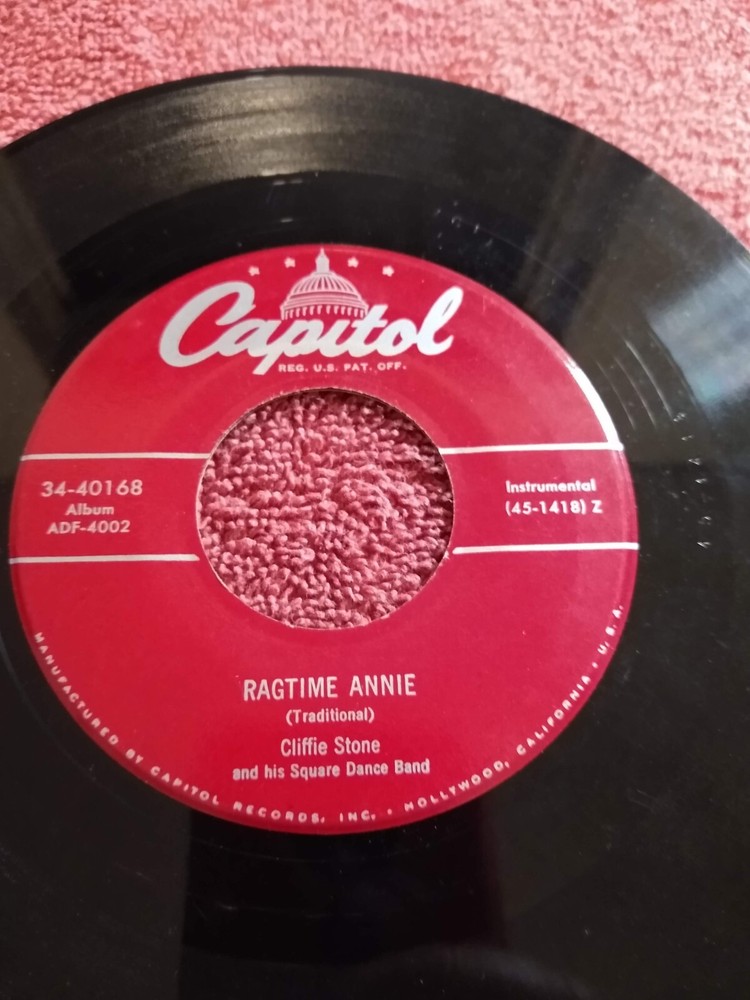 Capitol
REG. U.S. PAT. OFF.
34-40168
Album
ADF-4002
Instrumental
(45-1418) Z
RAGTIME ANNIE
(Traditional)
Cliffie Stone
and his Square Dance Band
MANUFACTURED BY CAPITOL RECORDS, INC. • HOLLYWOOD, CALIFORNIA • U.S.A.